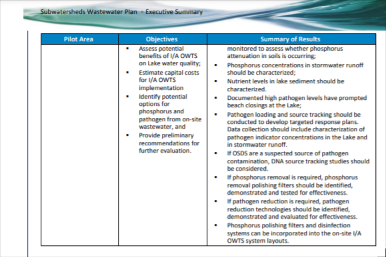 Subwatersheds Wastewater Plan - Executive Summary
Pilot Area
Objectives
Summary of Results
▪ Assess potential
benefits of I/A OWTS
on Lake water quality;
▪ Estimate capital costs
for I/A OWTS
implementation
▪ Identify potential
options for
phosphorus and
pathogen from on-site
wastewater, and
▪ Provide preliminary
recommendations for
further evaluation.
monitored to assess whether phosphorus
attenuation in soils is occurring;
▪ Phosphorus concentrations in stormwater runoff
should be characterized;
▪ Nutrient levels in lake sediment should be
characterized.
▪ Documented high pathogen levels have prompted
beach closings at the Lake;
▪ Pathogen loading and source tracking should be
conducted to develop targeted response plans.
Data collection should include characterization of
pathogen indicator concentrations in the Lake and
in stormwater runoff.
▪ If OSDS are a suspected source of pathogen
contamination, DNA source tracking studies should
be considered.
▪ If phosphorus removal is required, phosphorus
removal polishing filters should be identified,
demonstrated and tested for effectiveness.
▪ If pathogen reduction is required, pathogen
reduction technologies should be identified,
demonstrated and evaluated for effectiveness.
▪ Phosphorus polishing filters and disinfection
systems can be incorporated into the on-site I/A
OWTS system layouts.